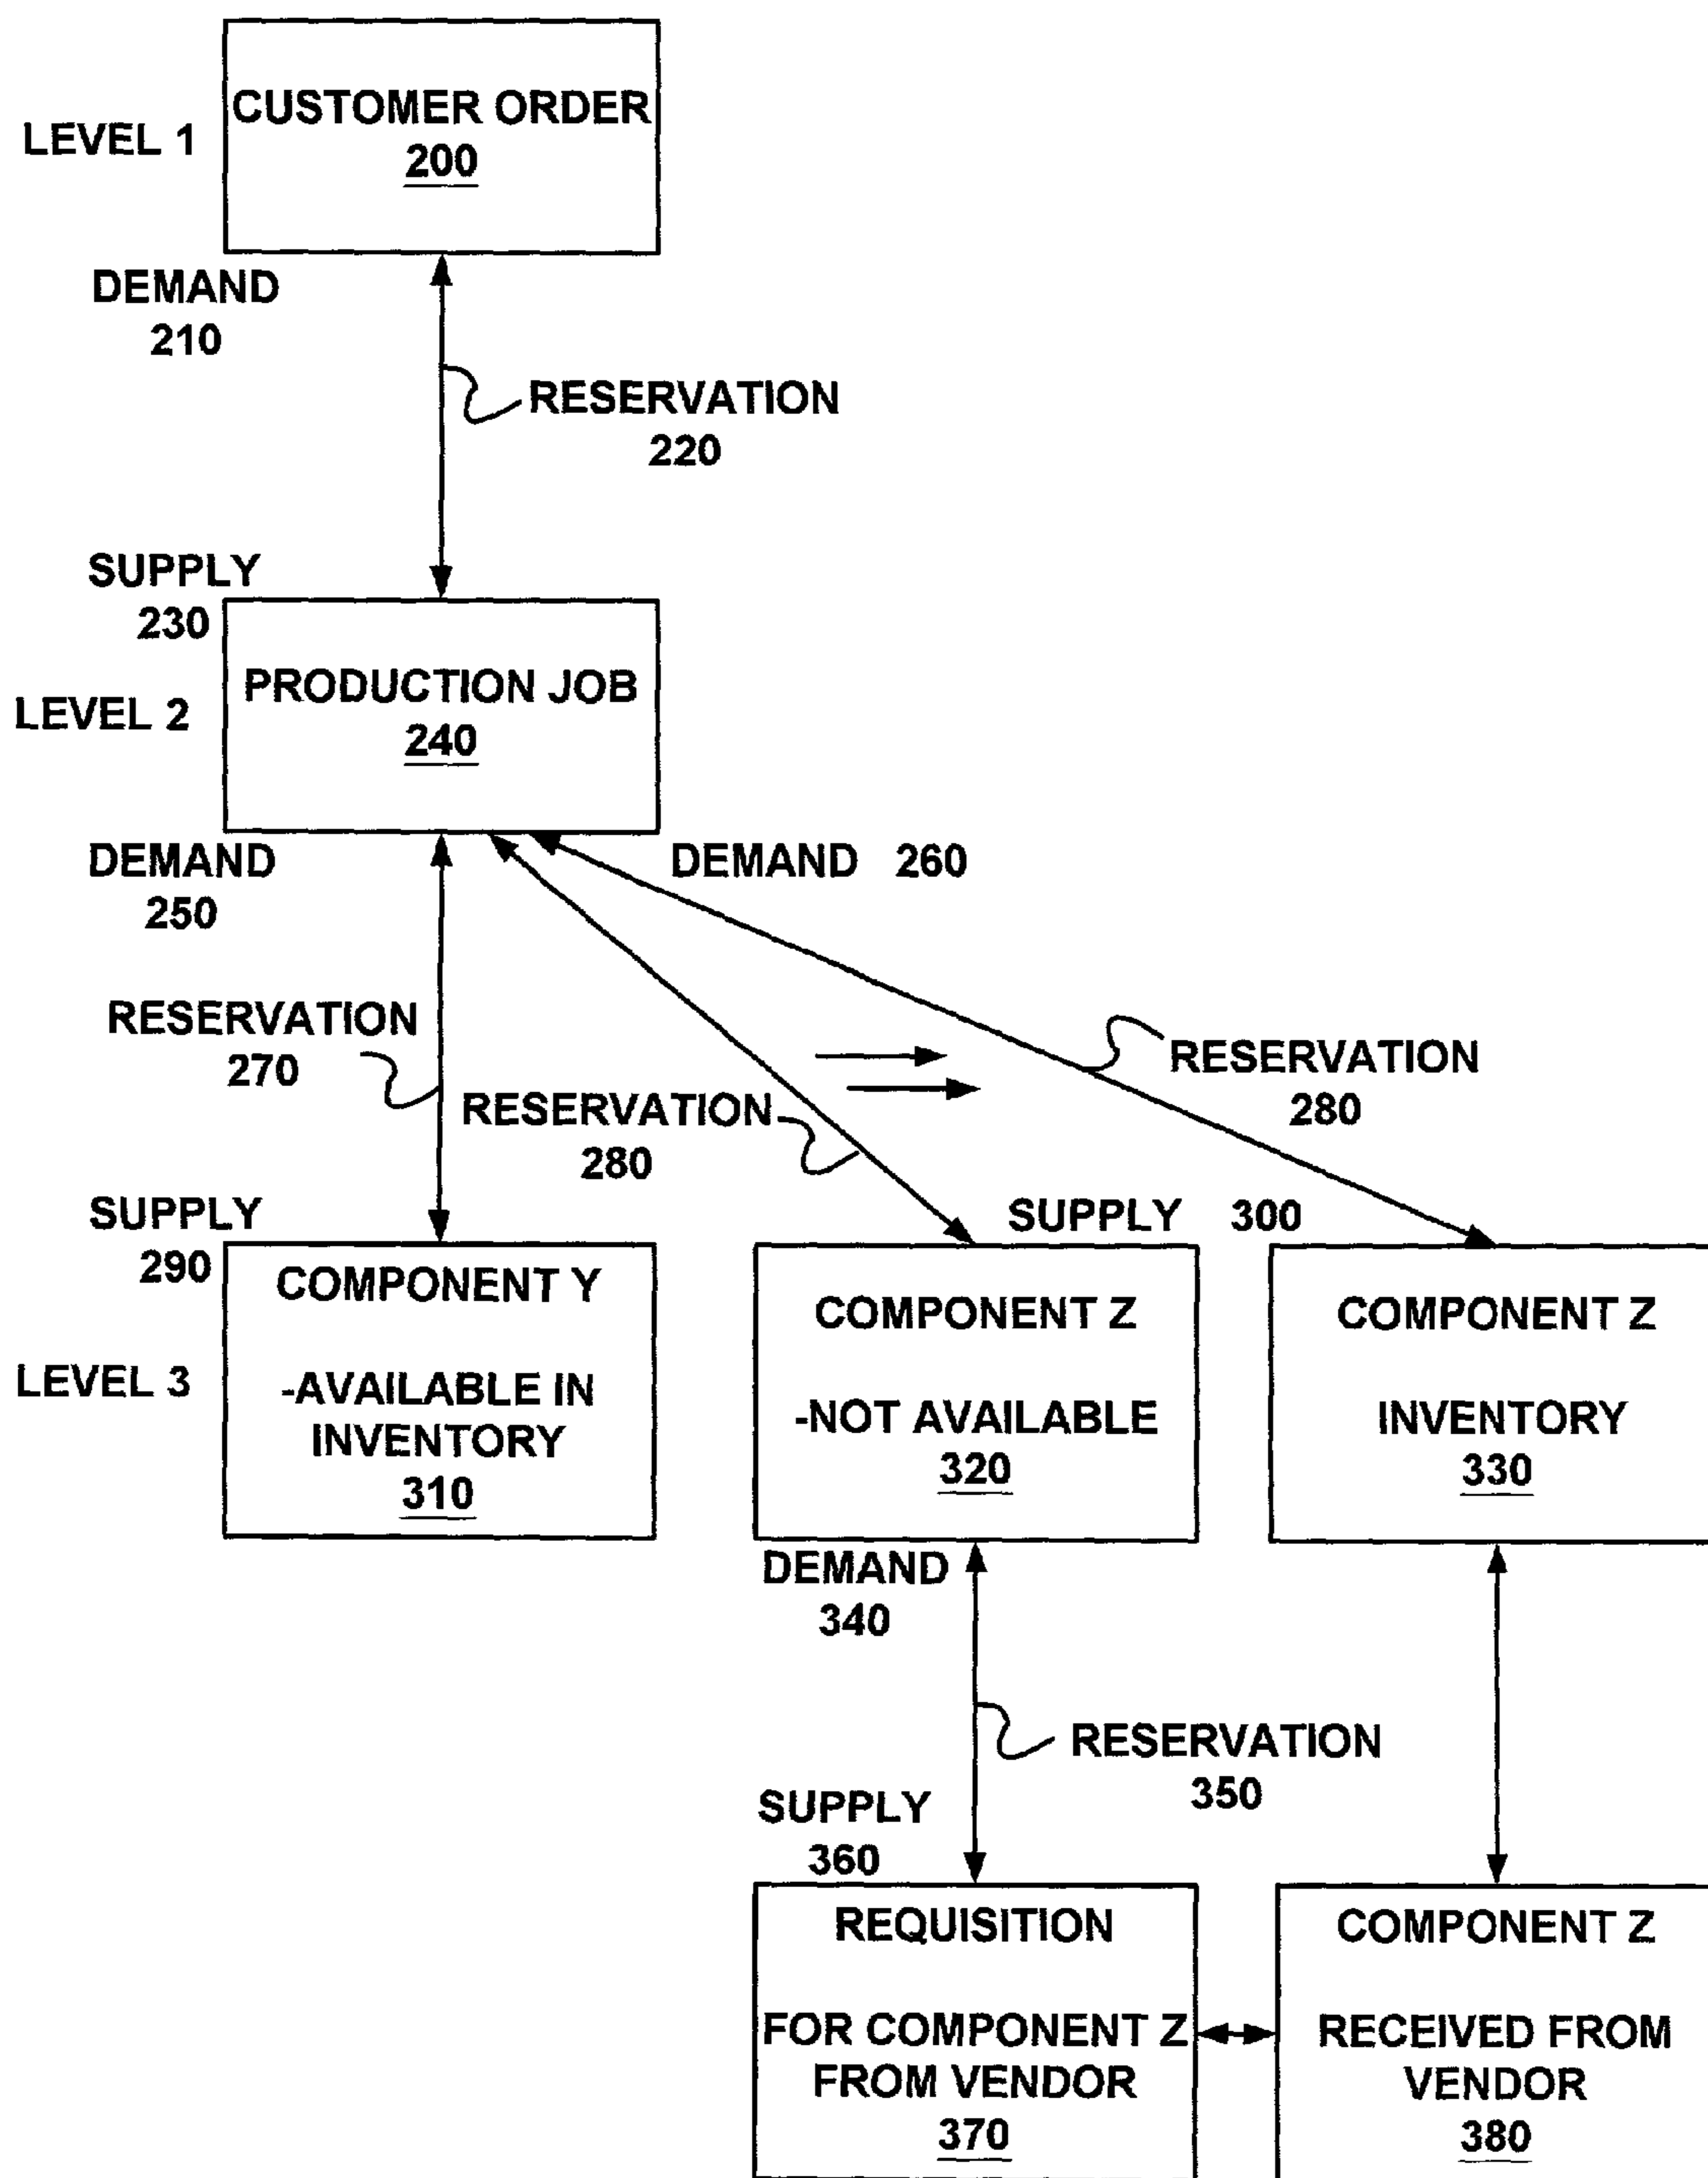 CUSTOMER ORDER
200
LEVEL 1
DEMAND
210
RESERVATION
220
SUPPLY
230
PRODUCTION JOB
240
LEVEL 2
DEMAND
250
DEMAND 260
RESERVATION
270
RESERVATION
280
RESERVATION
280
SUPPLY
290
SUPPLY 300
COMPONENT Y
-AVAILABLE IN
INVENTORY
310
LEVEL 3
COMPONENT Z
-NOT AVAILABLE
320
COMPONENT Z
INVENTORY
330
DEMAND
340
RESERVATION
350
SUPPLY
360
REQUISITION
FOR COMPONENT Z
FROM VENDOR
370
COMPONENT Z
RECEIVED FROM
VENDOR
380